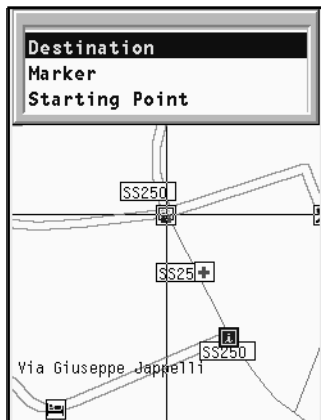 Destination
Marker
Starting Point
SS250
SS25
SS250
Via Giuseppe Jappelli